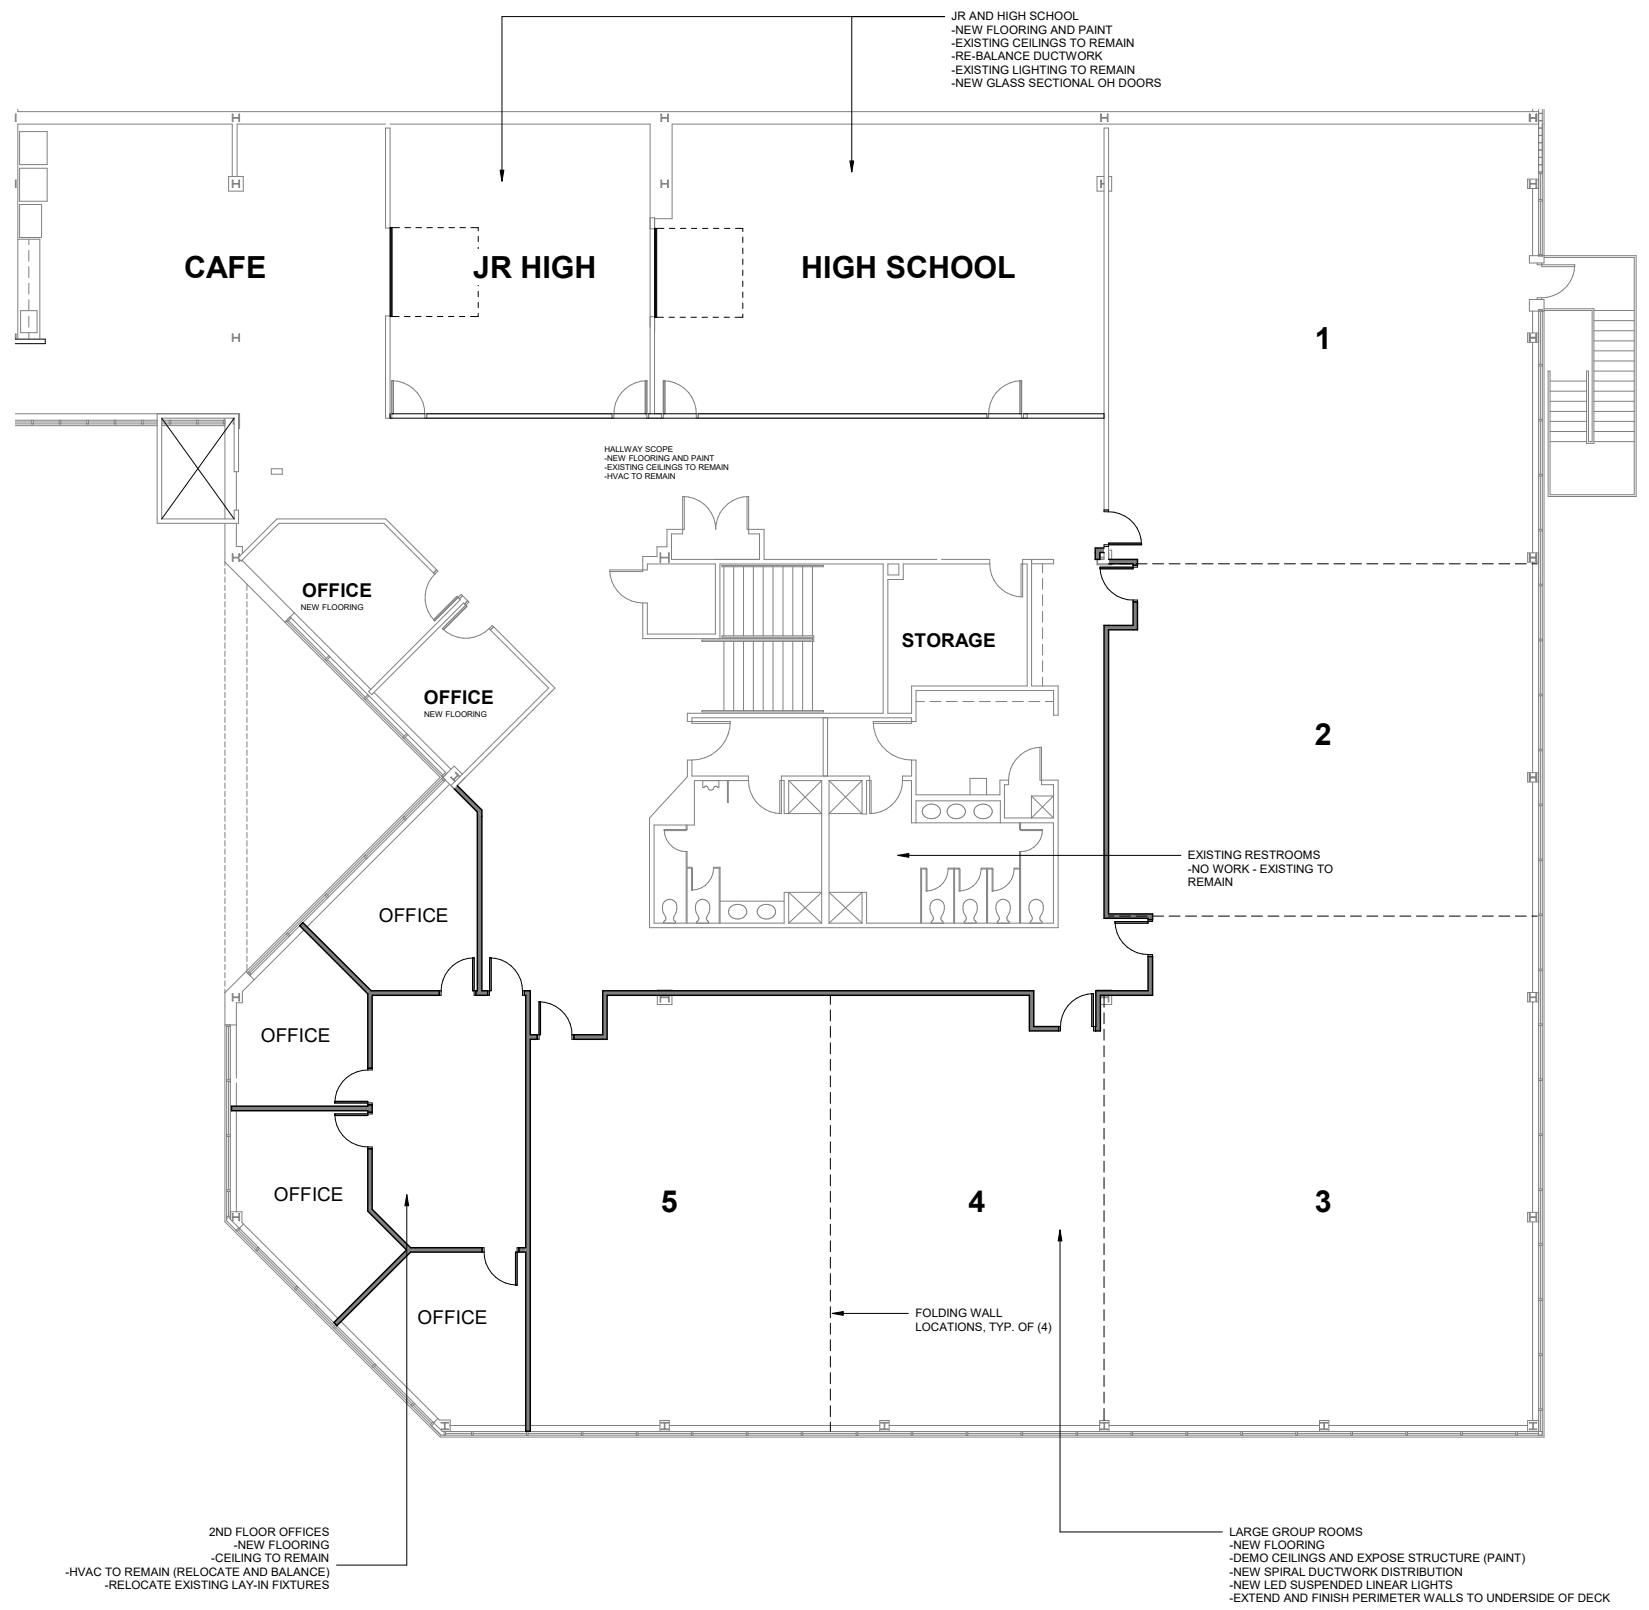 JR AND HIGH SCHOOL
-NEW FLOORING AND PAINT
-EXISTING CEILINGS TO REMAIN
-RE-BALANCE DUCTWORK
-EXISTING LIGHTING TO REMAIN
-NEW GLASS SECTIONAL OH DOORS
CAFE
JR HIGH
HIGH SCHOOL
1
HALLWAY SCOPE
-NEW FLOORING AND PAINT
-EXISTING CEILINGS TO REMAIN
-HVAC TO REMAIN
OFFICE
NEW FLOORING
STORAGE
OFFICE
NEW FLOORING
2
EXISTING RESTROOMS
-NO WORK - EXISTING TO
REMAIN
OFFICE
OFFICE
OFFICE
5
4
3
OFFICE
FOLDING WALL
LOCATIONS, TYP. OF (4)
2ND FLOOR OFFICES
-NEW FLOORING
-CEILING TO REMAIN
-HVAC TO REMAIN (RELOCATE AND BALANCE)
-RELOCATE EXISTING LAY-IN FIXTURES
LARGE GROUP ROOMS
-NEW FLOORING
-DEMO CEILINGS AND EXPOSE STRUCTURE (PAINT)
-NEW SPIRAL DUCTWORK DISTRIBUTION
-NEW LED SUSPENDED LINEAR LIGHTS
-EXTEND AND FINISH PERIMETER WALLS TO UNDERSIDE OF DECK